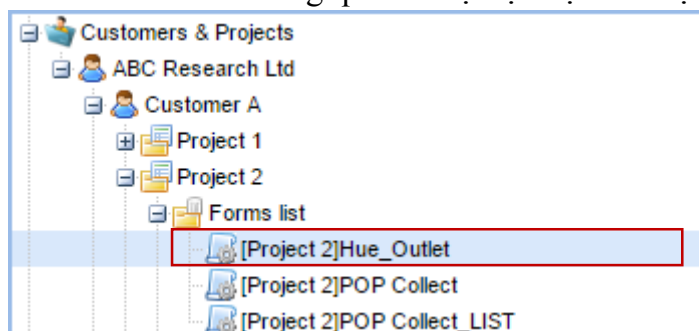 Customers & Projects
ABC Research Ltd
Customer A
Project 1
Project 2
Forms list
[Project 2]Hue_Outlet
[Project 2]POP Collect
[Project 2]POP Collect_LIST